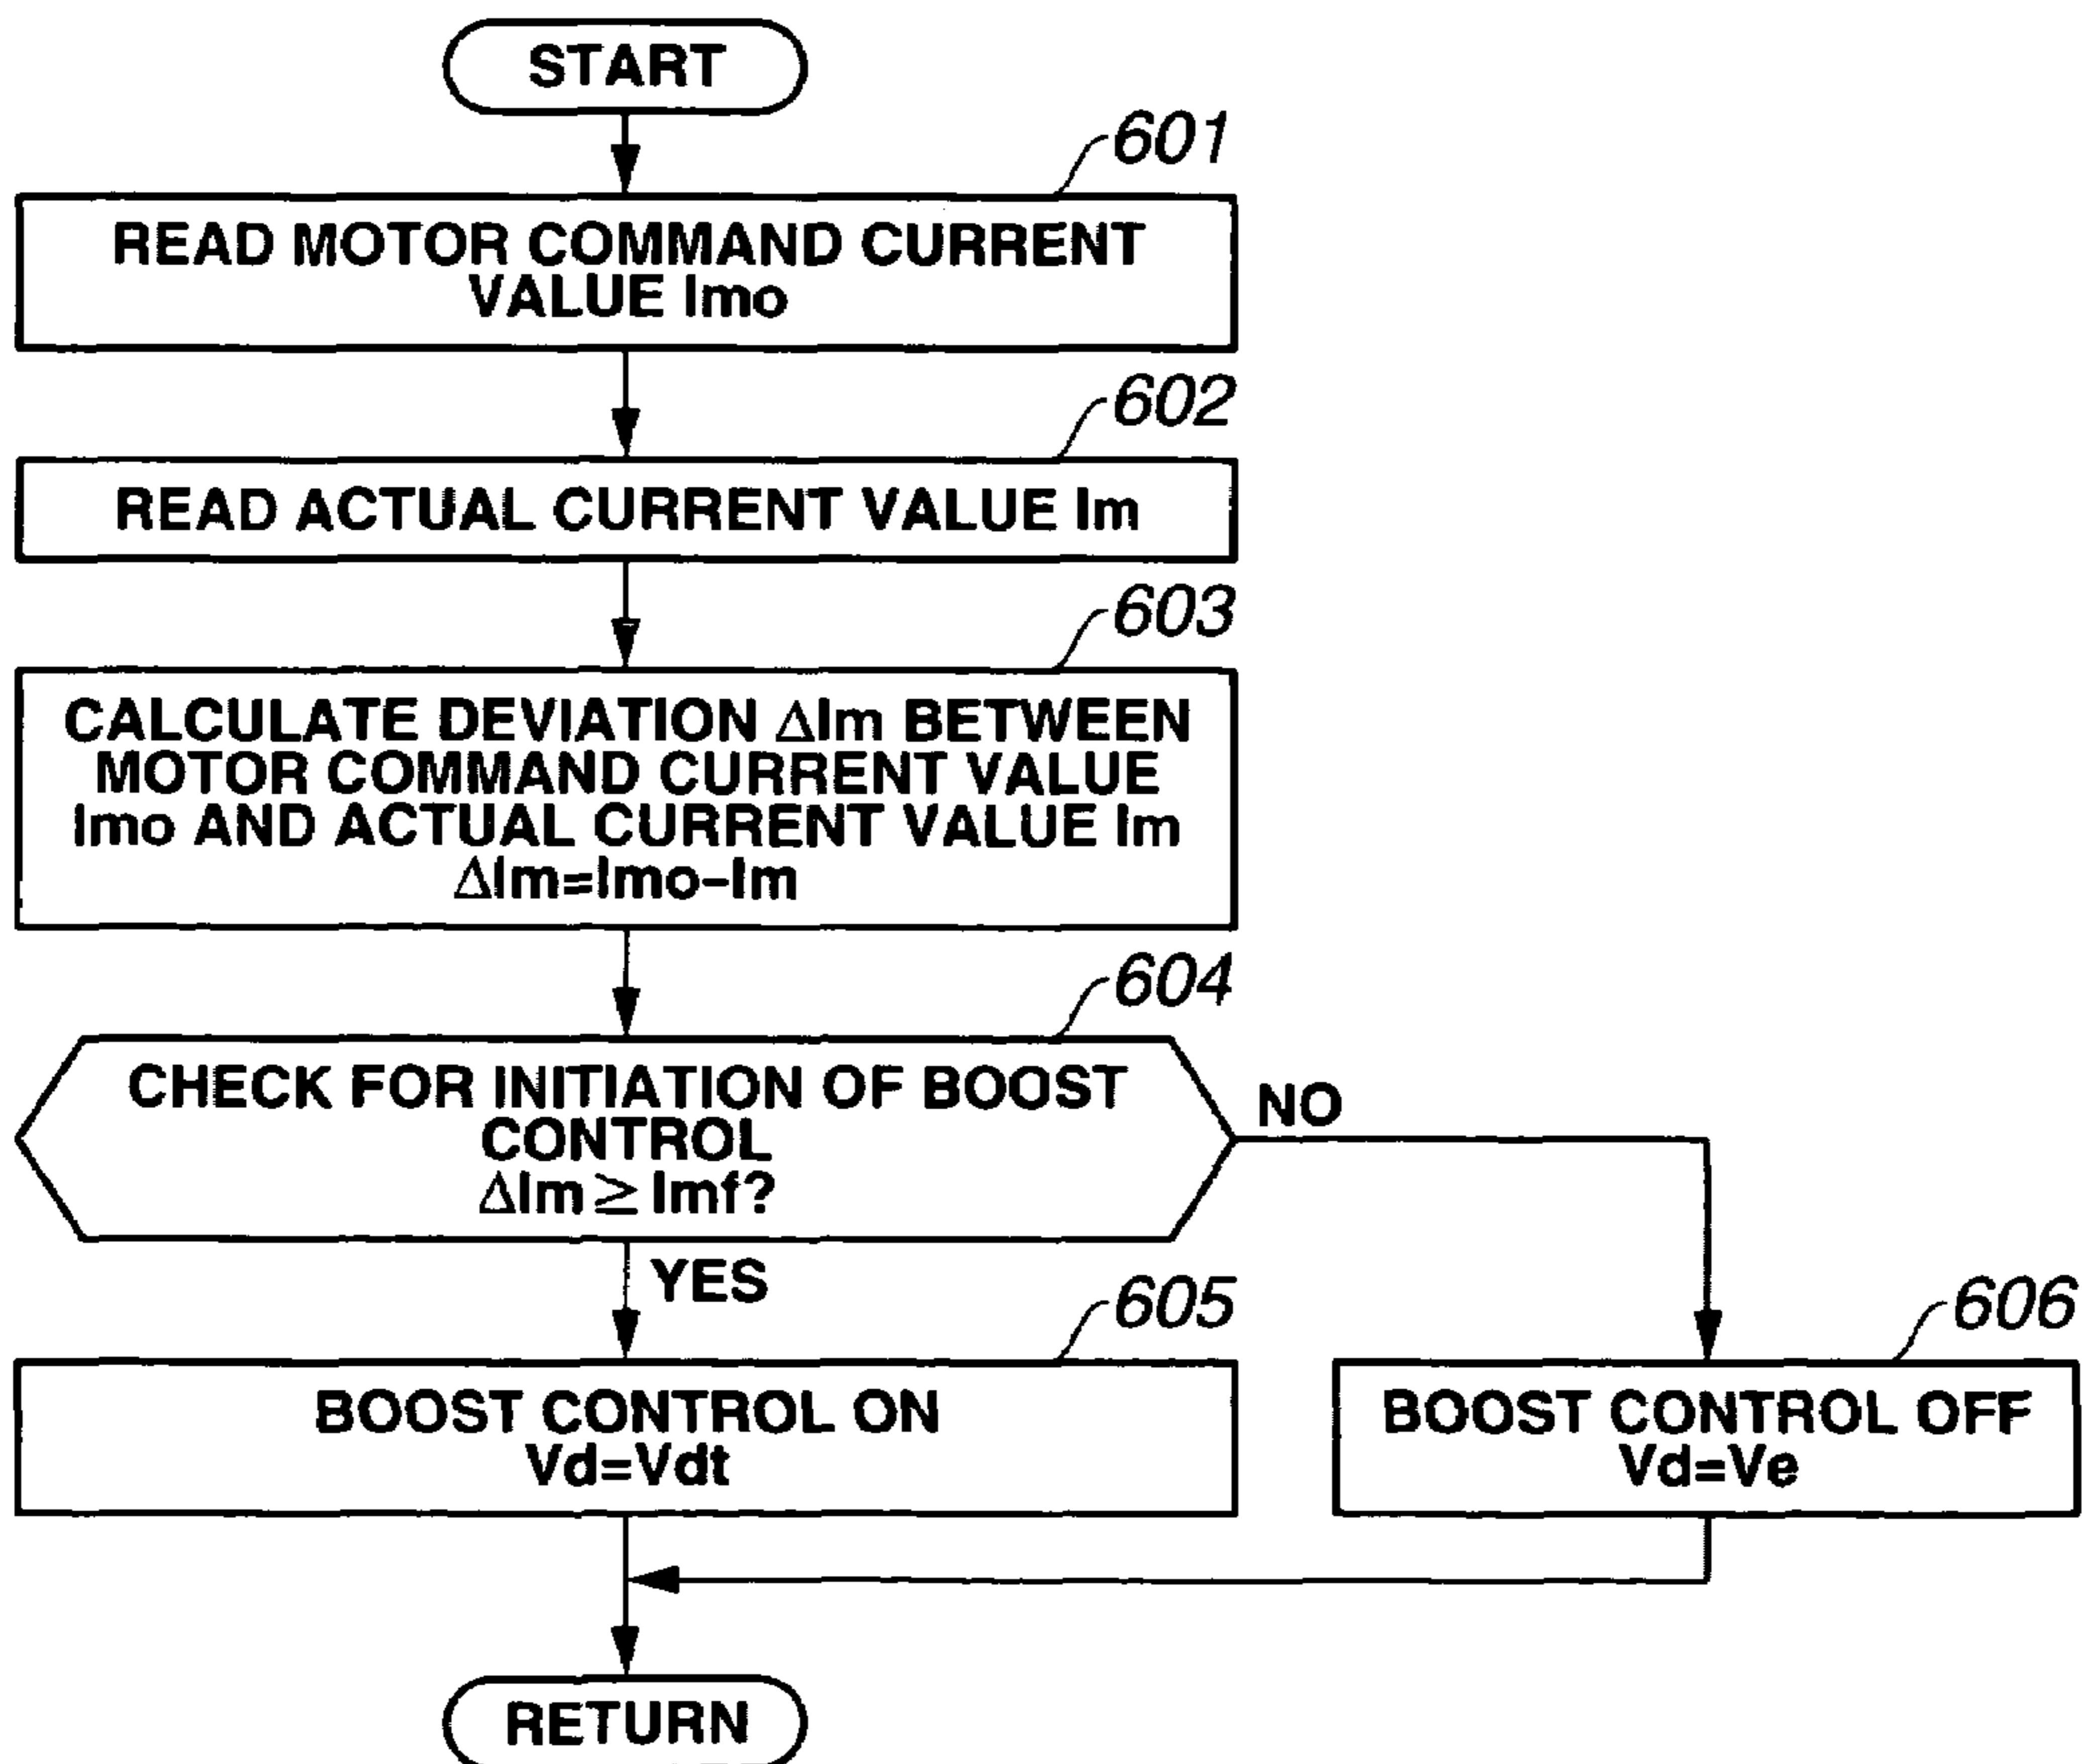 START
601
READ MOTOR COMMAND CURRENT
VALUE Imo
602
READ ACTUAL CURRENT VALUE Im
603
CALCULATE DEVIATION ΔIm BETWEEN
MOTOR COMMAND CURRENT VALUE
Imo AND ACTUAL CURRENT VALUE Im
ΔIm=Imo–Im
604
CHECK FOR INITIATION OF BOOST
CONTROL
ΔIm ≥ Imf?
NO
YES
605
BOOST CONTROL ON
Vd=Vdt
606
BOOST CONTROL OFF
Vd=Ve
RETURN